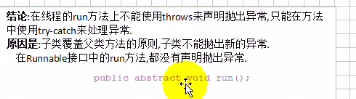 结论:在线程的run方法上不能使用throws来声明抛出异常,只能在方
法中使用try-catch来处理异常.
原因是:子类覆盖父类方法的原则,子类不能抛出新的异常.
在Runnable接口中的run方法,都没有声明抛出异常.
public abstract void run();